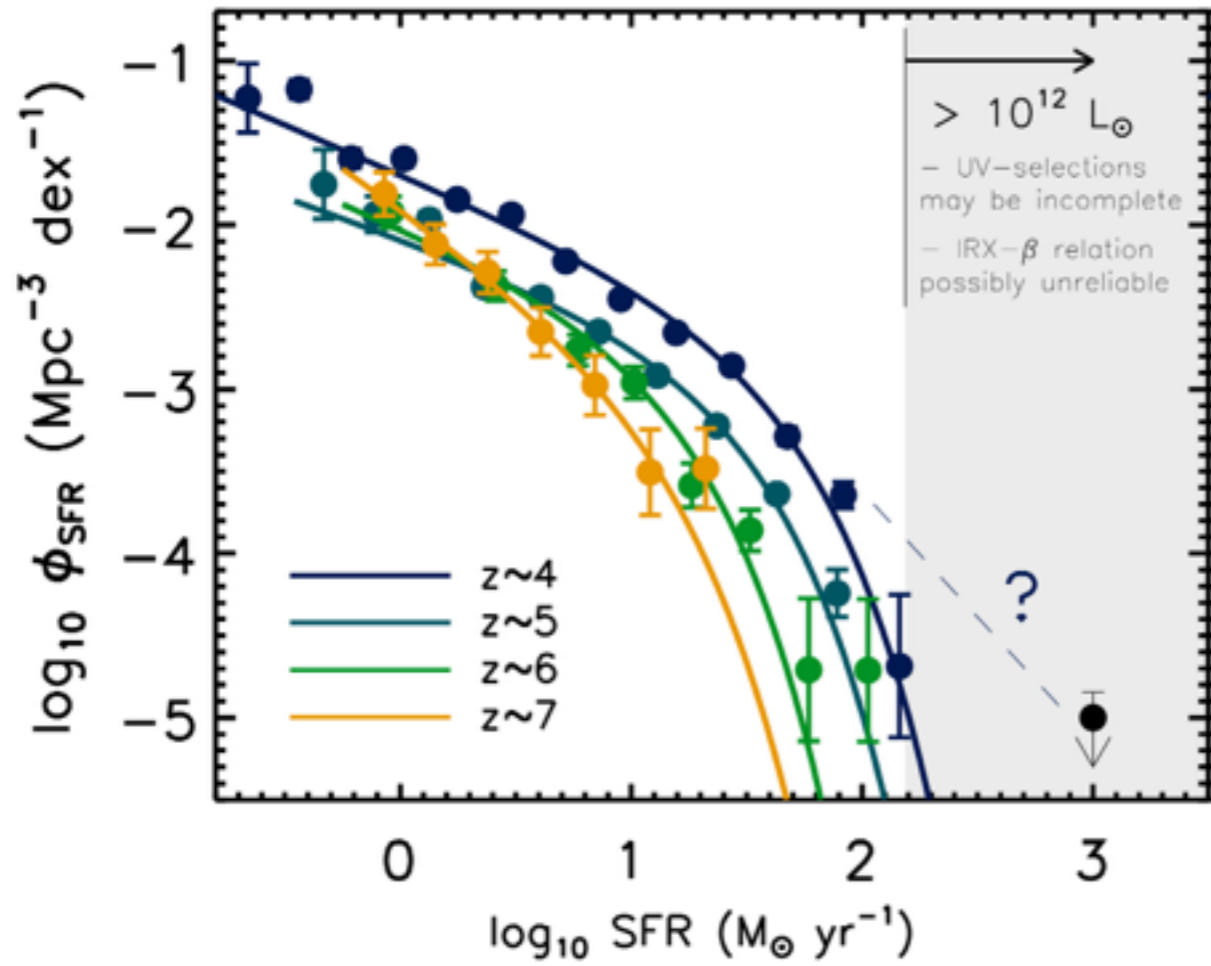 log₁₀ ϕSFR (Mpc⁻³ dex⁻¹)
−1
−2
−3
−4
−5
> 10¹² L☉
− UV−selections
may be incomplete
− IRX−β relation
possibly unreliable
?
z~4
z~5
z~6
z~7
0 1 2 3
log₁₀ SFR (M☉ yr⁻¹)